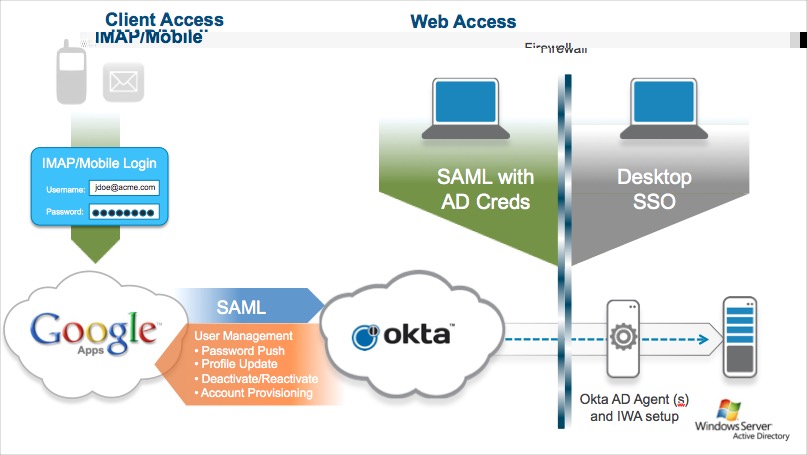 Client Access
Web Access
IMAP/Mobile
Firewall
IMAP/Mobile Login
Username:
jdoe@acme.com
Password:
SAML with
AD Creds
Desktop
SSO
Google™
Apps
SAML
User Management
• Password Push
• Profile Update
• Deactivate/Reactivate
• Account Provisioning
okta™
Okta AD Agent (s)
and IWA setup
Windows Server
Active Directory